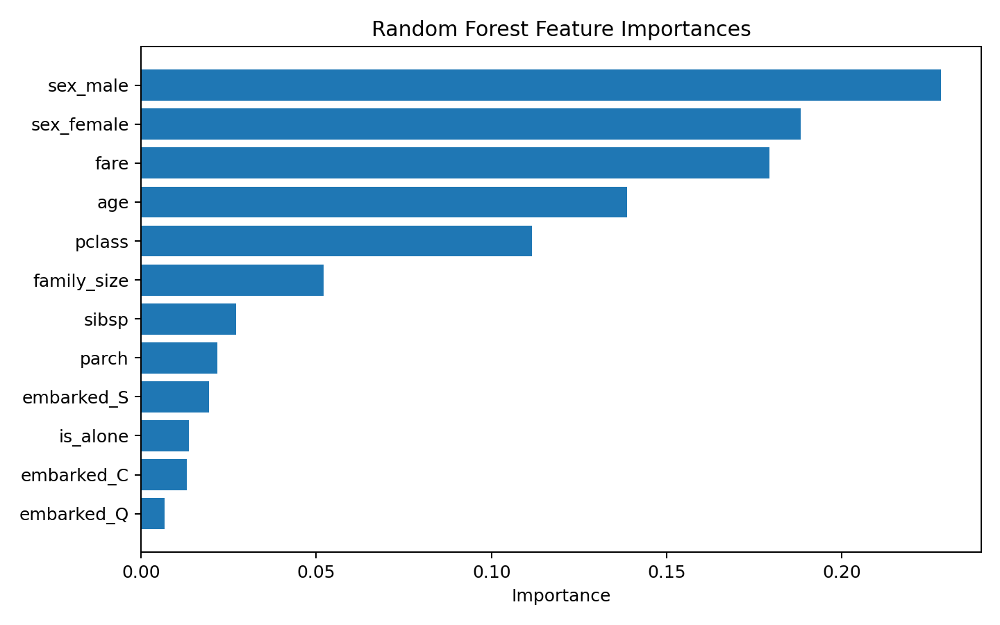 Random Forest Feature Importances
sex_male
sex_female
fare
age
pclass
family_size
sibsp
parch
embarked_S
is_alone
embarked_C
embarked_Q
0.00 0.05 0.10 0.15 0.20
Importance